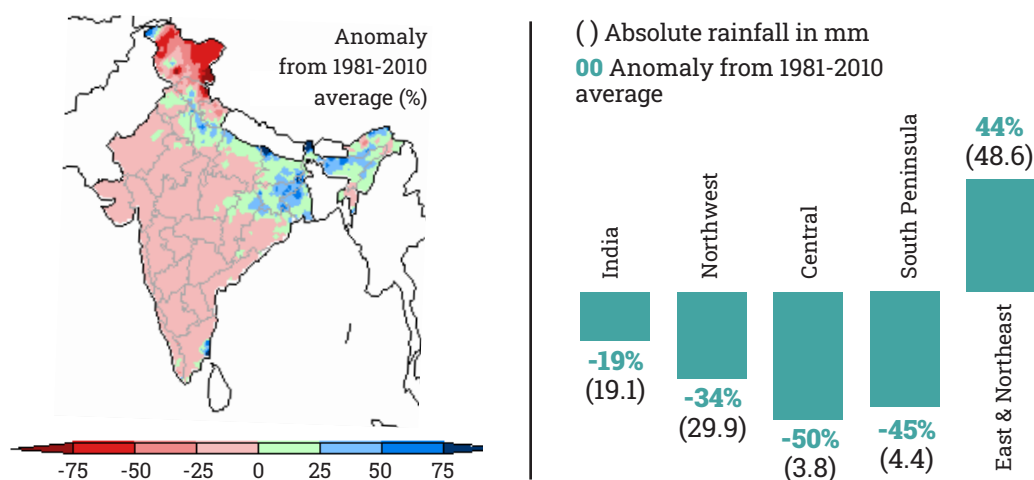 Anomaly
from 1981-2010
average (%)
-75 -50 -25 0 25 50 75
( ) Absolute rainfall in mm
00 Anomaly from 1981-2010
average
India
-19%
(19.1)
Northwest
-34%
(29.9)
Central
-50%
(3.8)
South Peninsula
-45%
(4.4)
44%
(48.6)
East & Northeast